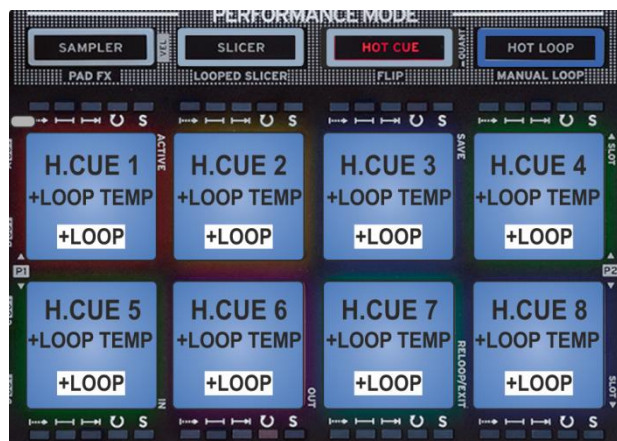 PERFORMANCE MODE
SAMPLER
VEL
SLICER
HOT CUE
QUANT
HOT LOOP
PAD FX
LOOPED SLICER
FLIP
MANUAL LOOP
S
S
S
S
H.CUE 1
+LOOP TEMP
+LOOP
ACTIVE
H.CUE 2
+LOOP TEMP
+LOOP
H.CUE 3
+LOOP TEMP
+LOOP
SAVE
H.CUE 4
+LOOP TEMP
+LOOP
SLOT
P1
P2
H.CUE 5
+LOOP TEMP
+LOOP
IN
H.CUE 6
+LOOP TEMP
+LOOP
OUT
H.CUE 7
+LOOP TEMP
+LOOP
RELOOP/EXIT
H.CUE 8
+LOOP TEMP
+LOOP
SLOT
S
S
S
S